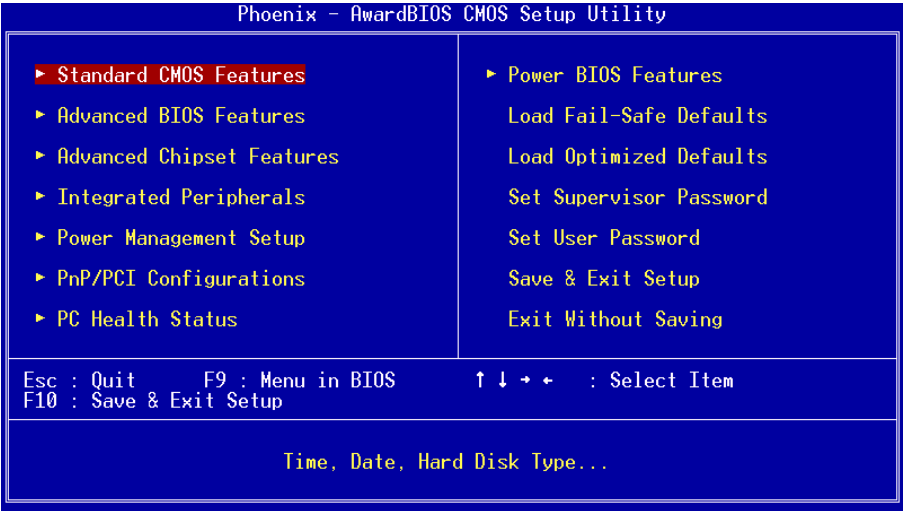 Phoenix - AwardBIOS CMOS Setup Utility
► Standard CMOS Features
► Advanced BIOS Features
► Advanced Chipset Features
► Integrated Peripherals
► Power Management Setup
► PnP/PCI Configurations
► PC Health Status
► Power BIOS Features
Load Fail-Safe Defaults
Load Optimized Defaults
Set Supervisor Password
Set User Password
Save & Exit Setup
Exit Without Saving
Esc : Quit F9 : Menu in BIOS ↑ ↓ → ← : Select Item
F10 : Save & Exit Setup
Time, Date, Hard Disk Type...